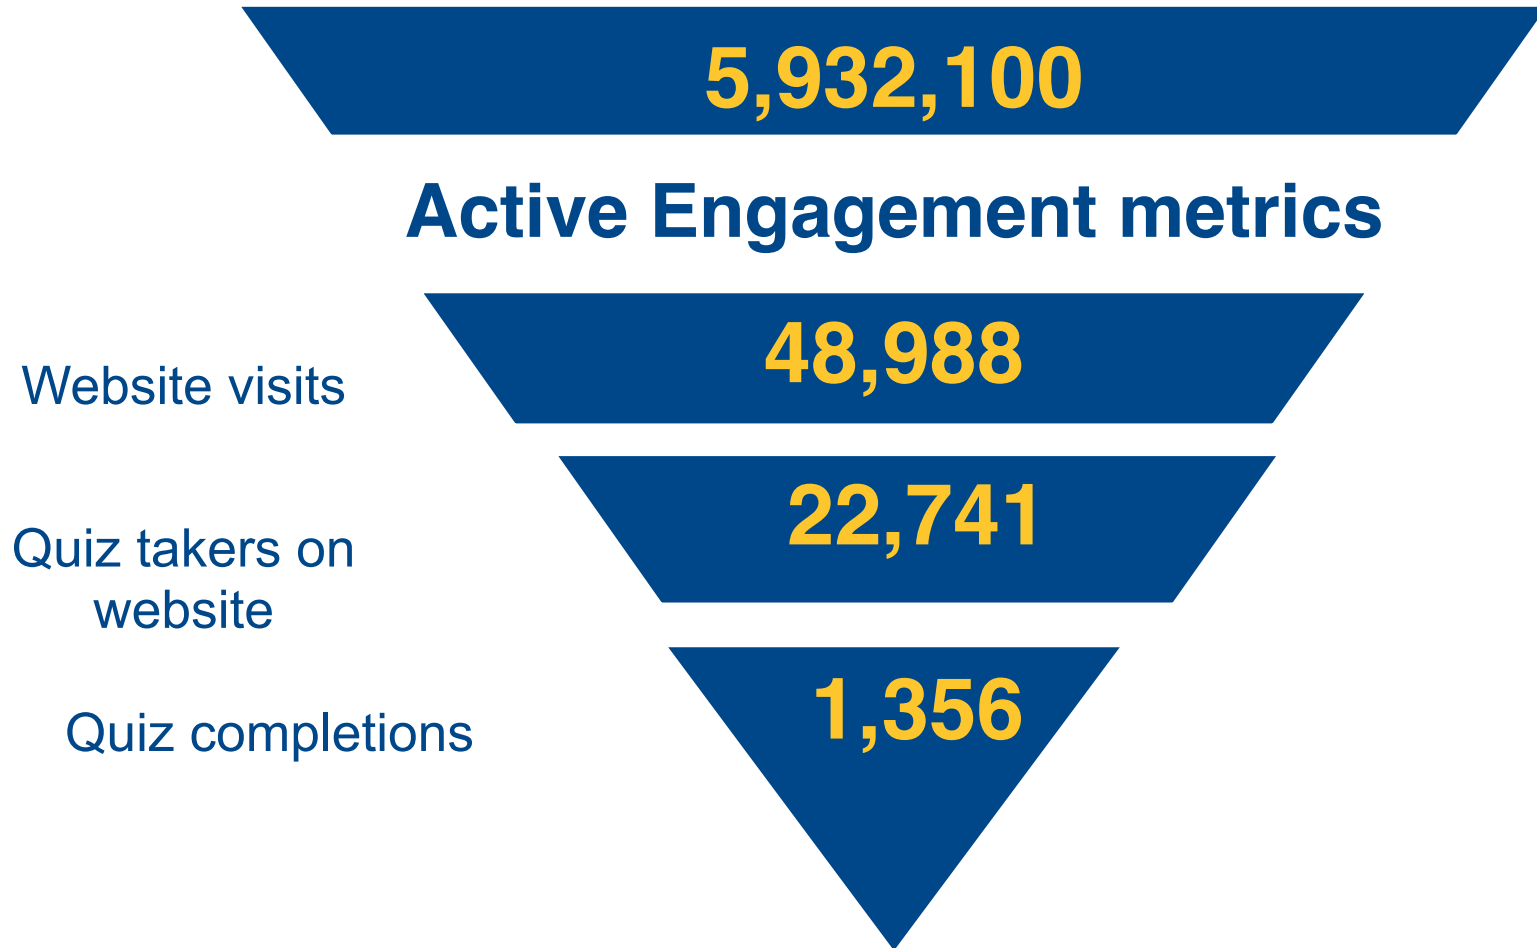 5,932,100
Active Engagement metrics
48,988
Website visits
22,741
Quiz takers on
website
1,356
Quiz completions